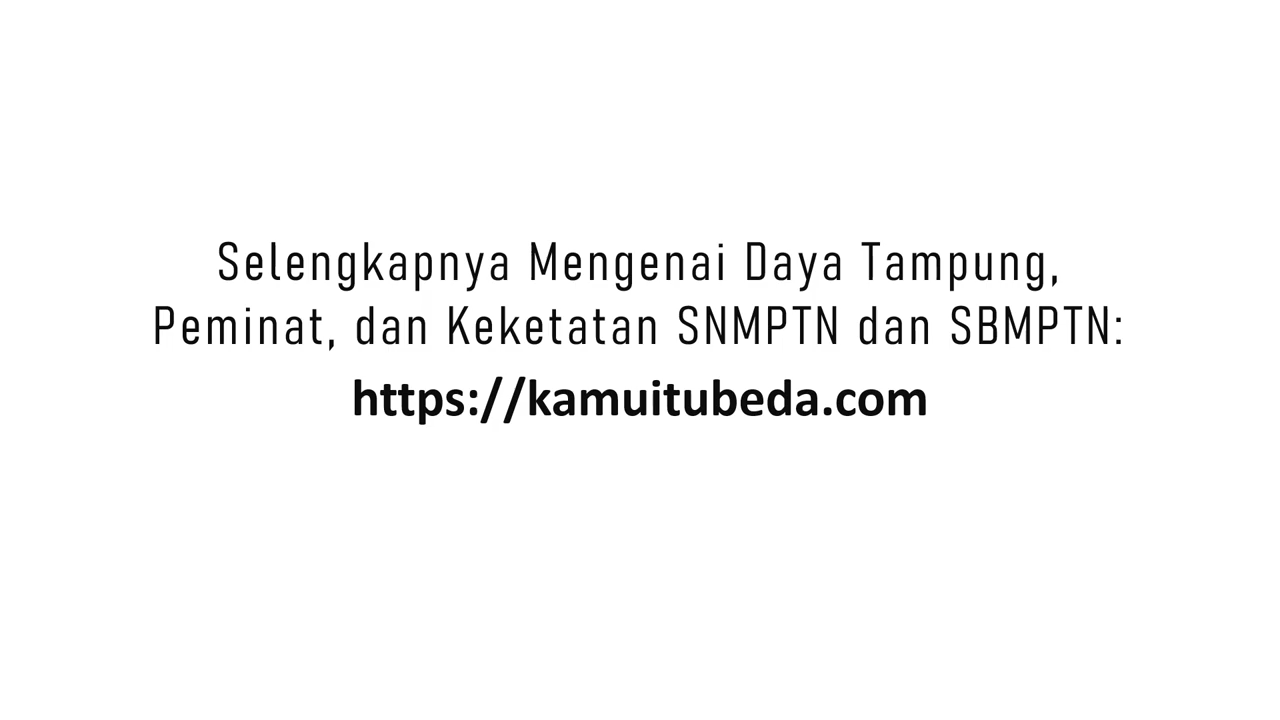 Selengkapnya Mengenai Daya Tampung,
Peminat, dan Keketatan SNMPTN dan SBMPTN:
https://kamuitubeda.com